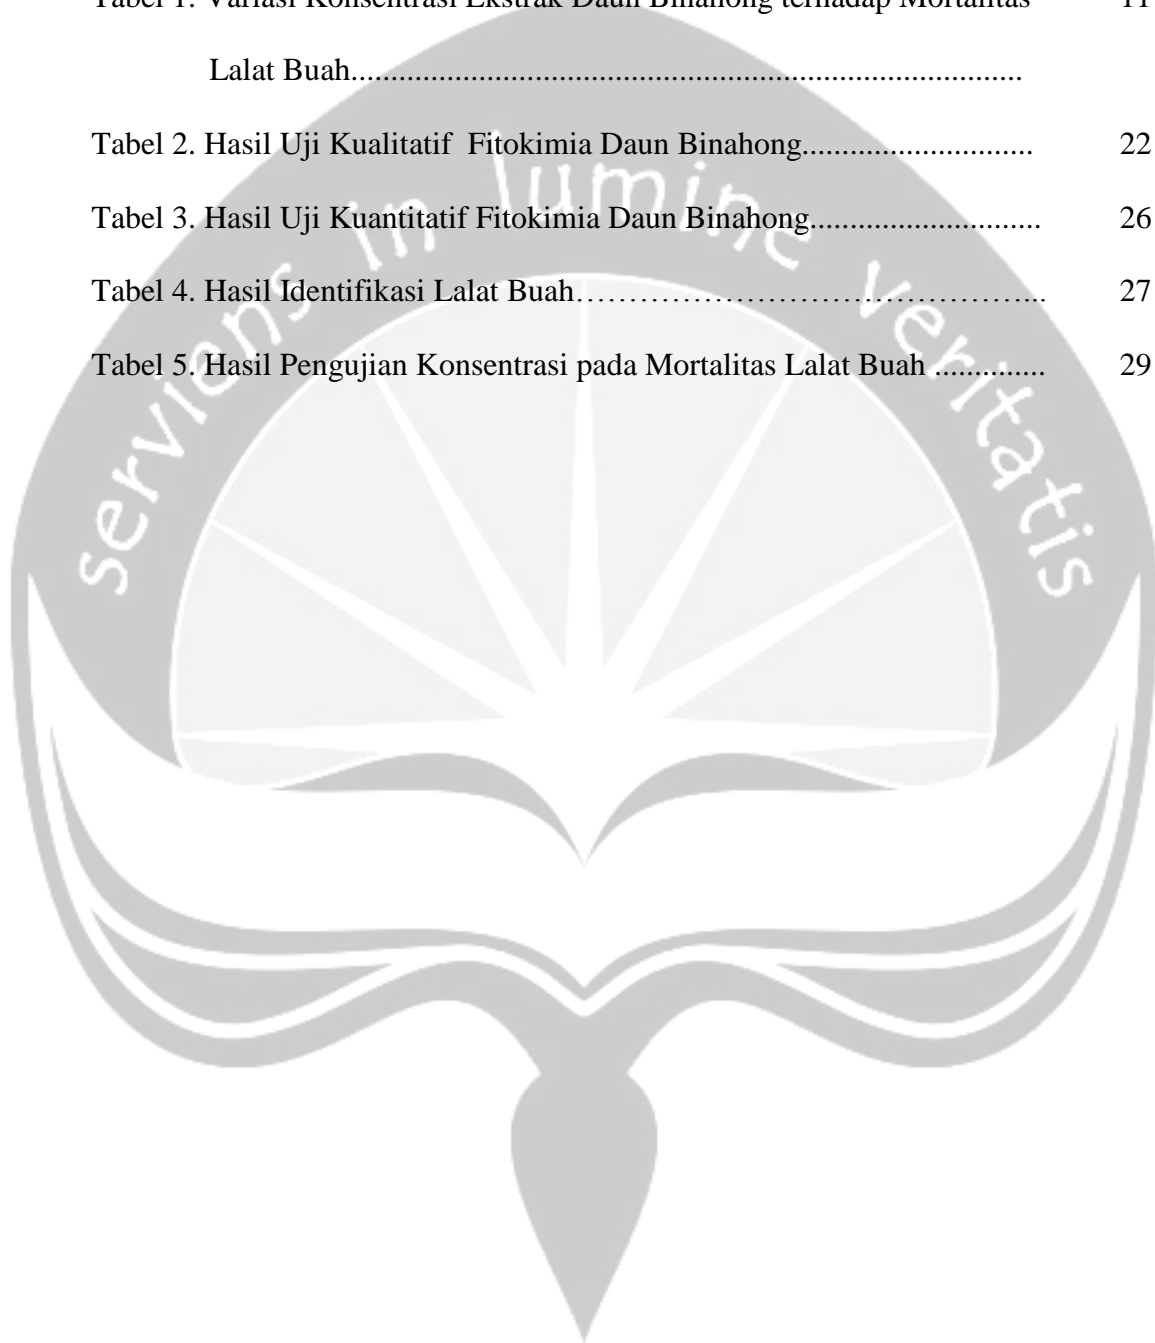 Tabel 1. Variasi Konsentrasi Ekstrak Daun Binahong terhadap Mortalitas 11
Lalat Buah.....................................................................................
Tabel 2. Hasil Uji Kualitatif  Fitokimia Daun Binahong............................. 22
Tabel 3. Hasil Uji Kuantitatif Fitokimia Daun Binahong............................. 26
Tabel 4. Hasil Identifikasi Lalat Buah……………………………………... 27
Tabel 5. Hasil Pengujian Konsentrasi pada Mortalitas Lalat Buah .............. 29
serviens in lumine veritatis